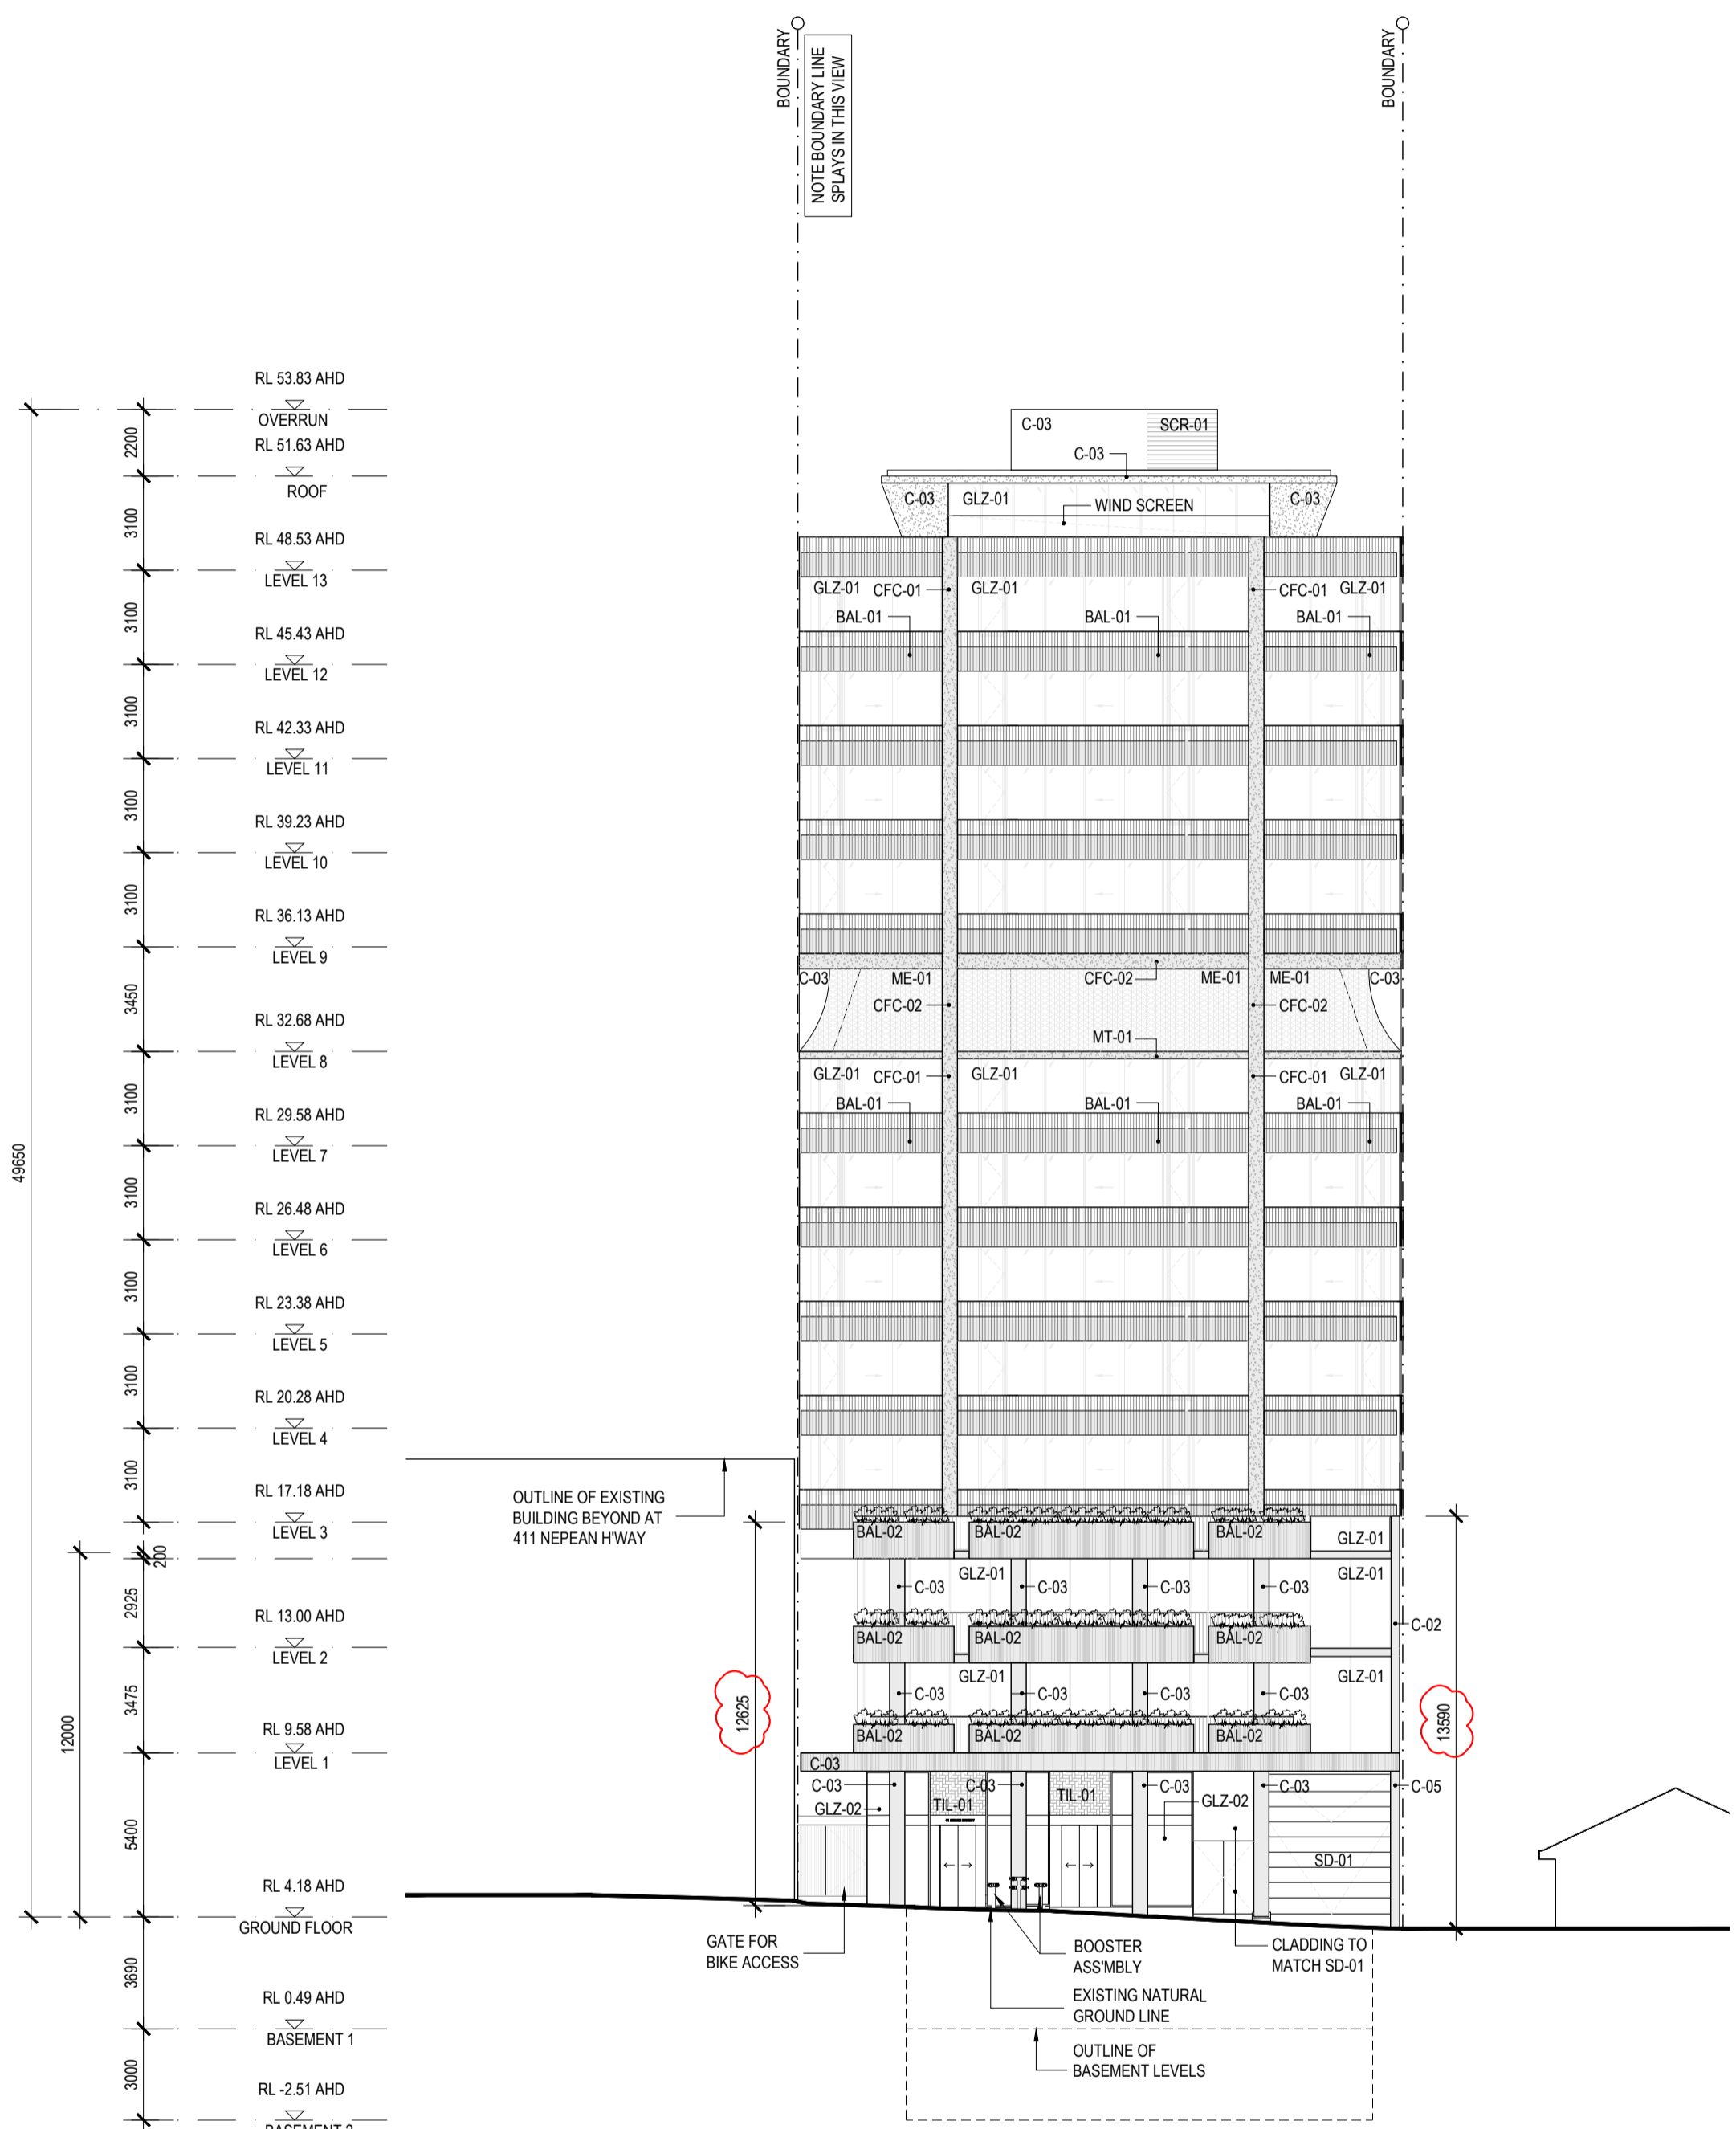 BOUNDARY
NOTE BOUNDARY LINE
SPLAYS IN THIS VIEW
BOUNDARY
RL 53.83 AHD
OVERRUN
2200
RL 51.63 AHD
ROOF
3100
RL 48.53 AHD
LEVEL 13
3100
RL 45.43 AHD
LEVEL 12
3100
RL 42.33 AHD
LEVEL 11
3100
RL 39.23 AHD
LEVEL 10
3100
RL 36.13 AHD
LEVEL 9
3450
RL 32.68 AHD
LEVEL 8
3100
RL 29.58 AHD
LEVEL 7
3100
RL 26.48 AHD
LEVEL 6
3100
RL 23.38 AHD
LEVEL 5
3100
RL 20.28 AHD
LEVEL 4
3100
RL 17.18 AHD
LEVEL 3
200
2925
RL 13.00 AHD
LEVEL 2
3475
RL 9.58 AHD
LEVEL 1
5400
RL 4.18 AHD
GROUND FLOOR
3690
RL 0.49 AHD
BASEMENT 1
3000
RL -2.51 AHD
BASEMENT 2
49650
12000
C-03
SCR-01
C-03
C-03
GLZ-01
WIND SCREEN
C-03
GLZ-01
CFC-01
GLZ-01
CFC-01
GLZ-01
BAL-01
BAL-01
BAL-01
C-03
ME-01
CFC-02
ME-01
ME-01
C-03
CFC-02
CFC-02
MT-01
GLZ-01
CFC-01
GLZ-01
CFC-01
GLZ-01
BAL-01
BAL-01
BAL-01
OUTLINE OF EXISTING
BUILDING BEYOND AT
411 NEPEAN H'WAY
BAL-02
BAL-02
BAL-02
GLZ-01
GLZ-01
GLZ-01
C-03
C-03
C-03
C-03
C-02
BAL-02
BAL-02
BAL-02
GLZ-01
GLZ-01
C-03
C-03
C-03
C-03
12625
13590
BAL-02
BAL-02
BAL-02
C-03
C-03
C-03
C-03
C-03
C-05
GLZ-02
TIL-01
TIL-01
GLZ-02
SD-01
GATE FOR
BIKE ACCESS
BOOSTER
ASS'MBLY
CLADDING TO
MATCH SD-01
EXISTING NATURAL
GROUND LINE
OUTLINE OF
BASEMENT LEVELS